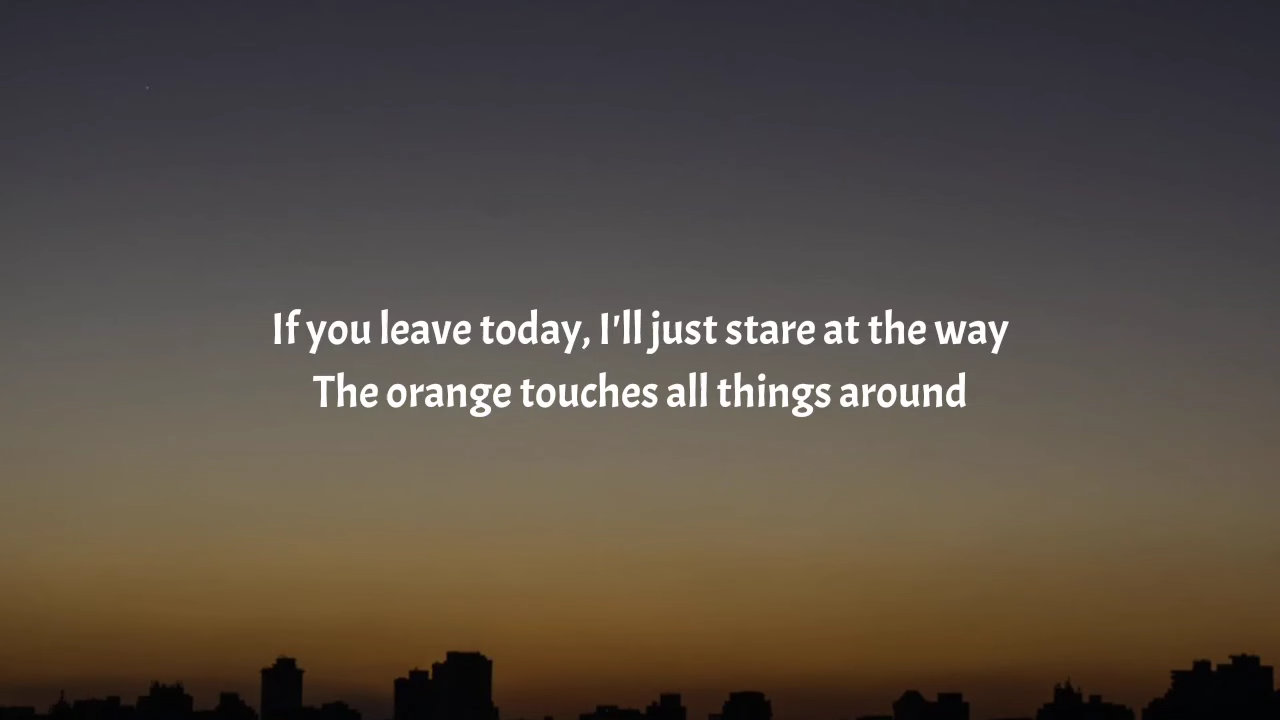 If you leave today, I'll just stare at the way
The orange touches all things around